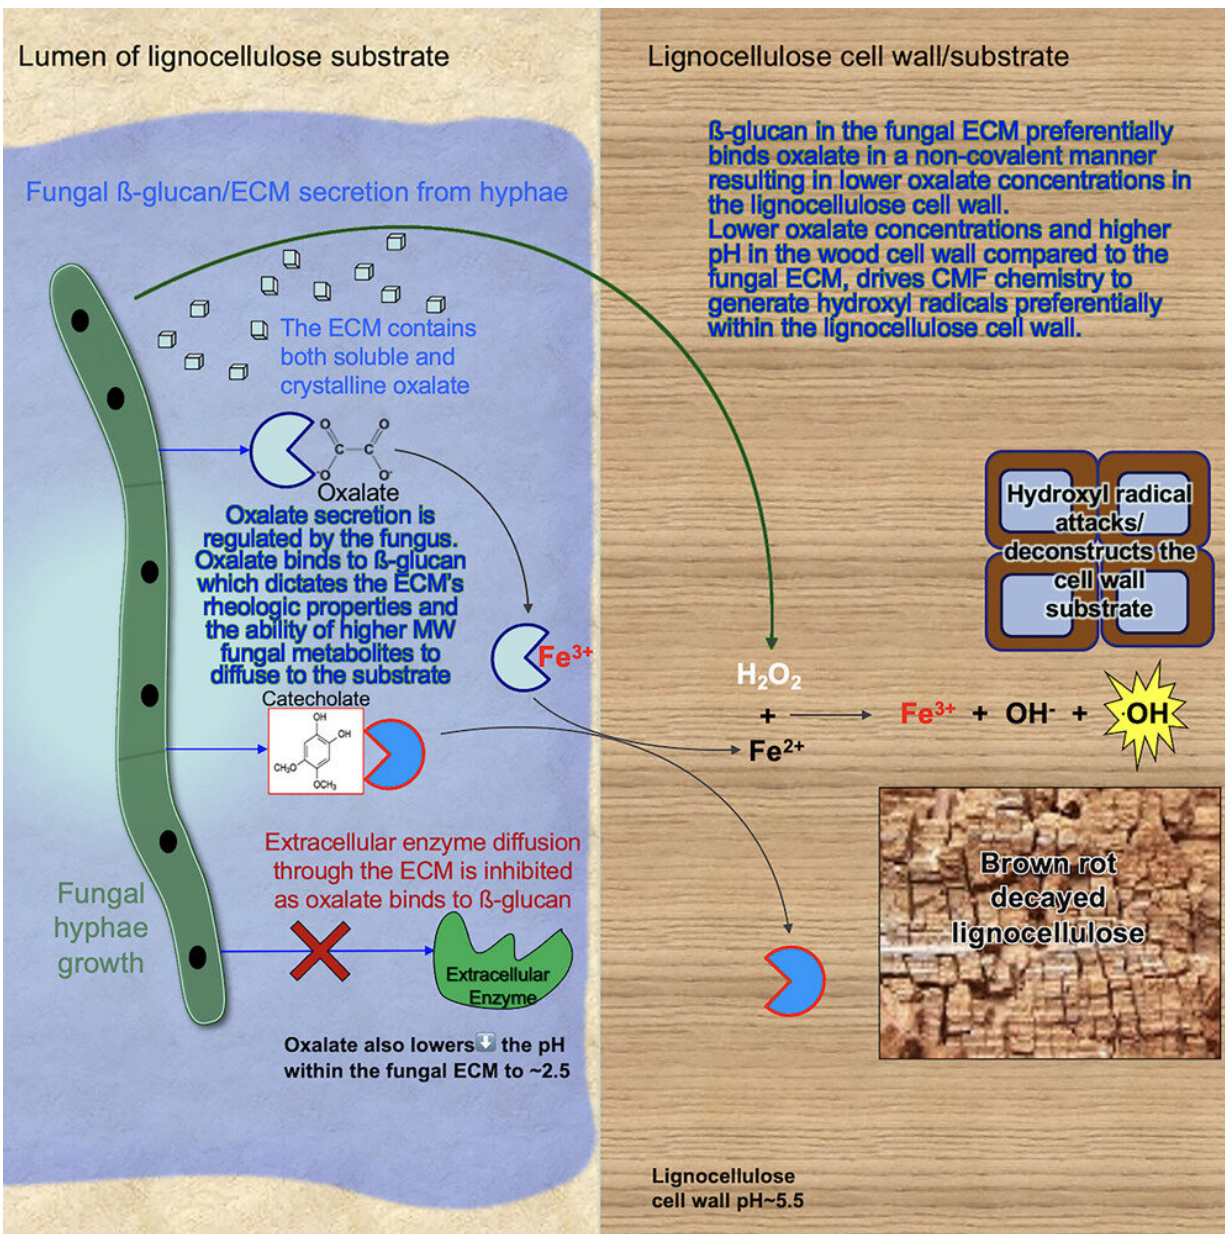 Lumen of lignocellulose substrate
Lignocellulose cell wall/substrate
Fungal ß-glucan/ECM secretion from hyphae
The ECM contains
both soluble and
crystalline oxalate
O
O
C
C
-O
O-
Oxalate
Oxalate secretion is
regulated by the fungus.
Oxalate binds to ß-glucan
which dictates the ECM's
rheologic properties and
the ability of higher MW
fungal metabolites to
diffuse to the substrate
Fe3+
Catecholate
OH
OH
CH3O
OCH3
Extracellular enzyme diffusion
through the ECM is inhibited
as oxalate binds to ß-glucan
Fungal
hyphae
growth
Extracellular
Enzyme
Oxalate also lowers the pH
within the fungal ECM to ~2.5
ß-glucan in the fungal ECM preferentially
binds oxalate in a non-covalent manner
resulting in lower oxalate concentrations in
the lignocellulose cell wall.
Lower oxalate concentrations and higher
pH in the wood cell wall compared to the
fungal ECM, drives CMF chemistry to
generate hydroxyl radicals preferentially
within the lignocellulose cell wall.
Hydroxyl radical
attacks/
deconstructs the
cell wall
substrate
H2O2
+
Fe2+
Fe3+ + OH- + ·OH
Brown rot
decayed
lignocellulose
Lignocellulose
cell wall pH~5.5